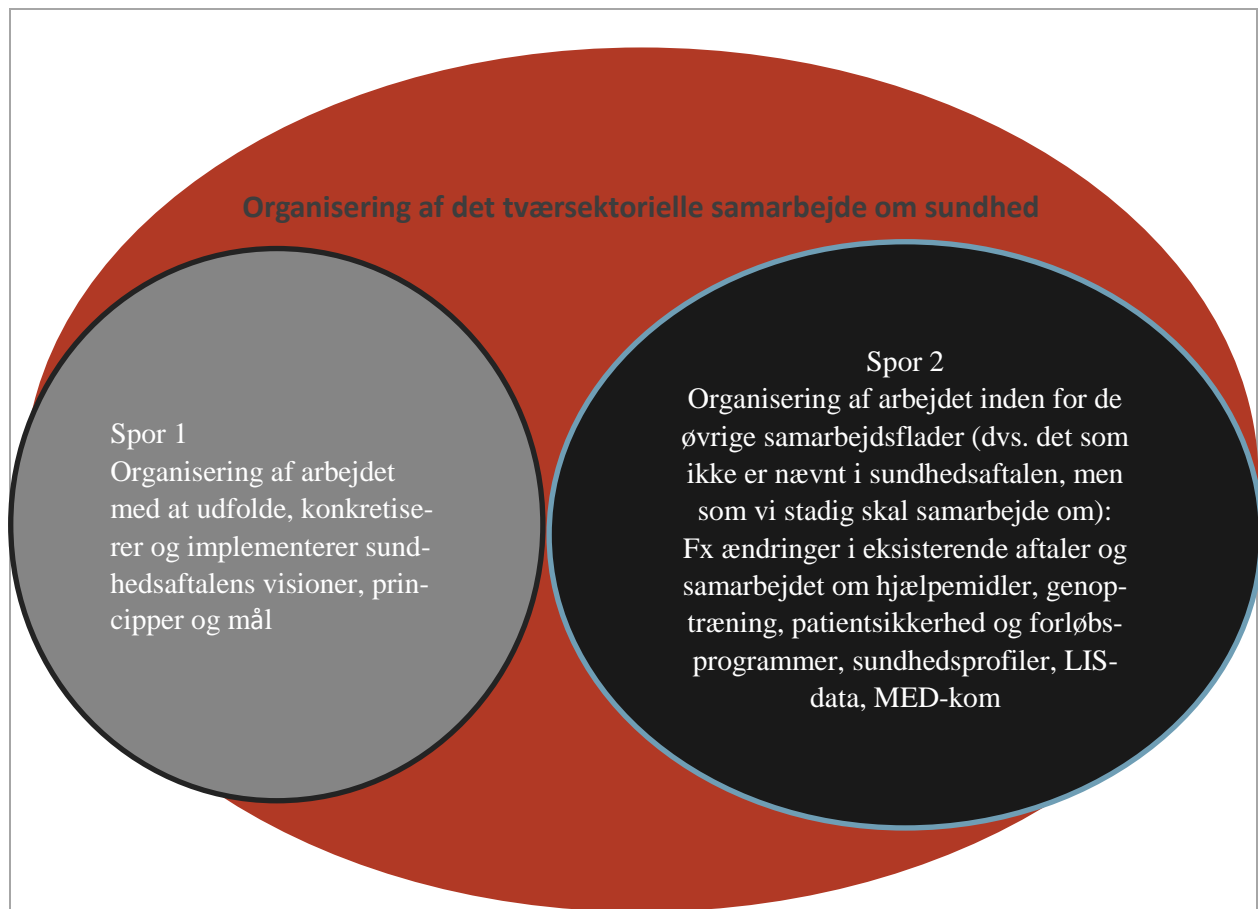 Organisering af det tværsektorielle samarbejde om sundhed
Spor 1
Organisering af arbejdet
med at udfolde, konkretise-
rer og implementerer sund-
hedsaftalens visioner, prin-
cipper og mål
Spor 2
Organisering af arbejdet inden for de
øvrige samarbejdsflader (dvs. det som
ikke er nævnt i sundhedsaftalen, men
som vi stadig skal samarbejde om):
Fx ændringer i eksisterende aftaler og
samarbejdet om hjælpemidler, genop-
træning, patientsikkerhed og forløbs-
programmer, sundhedsprofiler, LIS-
data, MED-kom